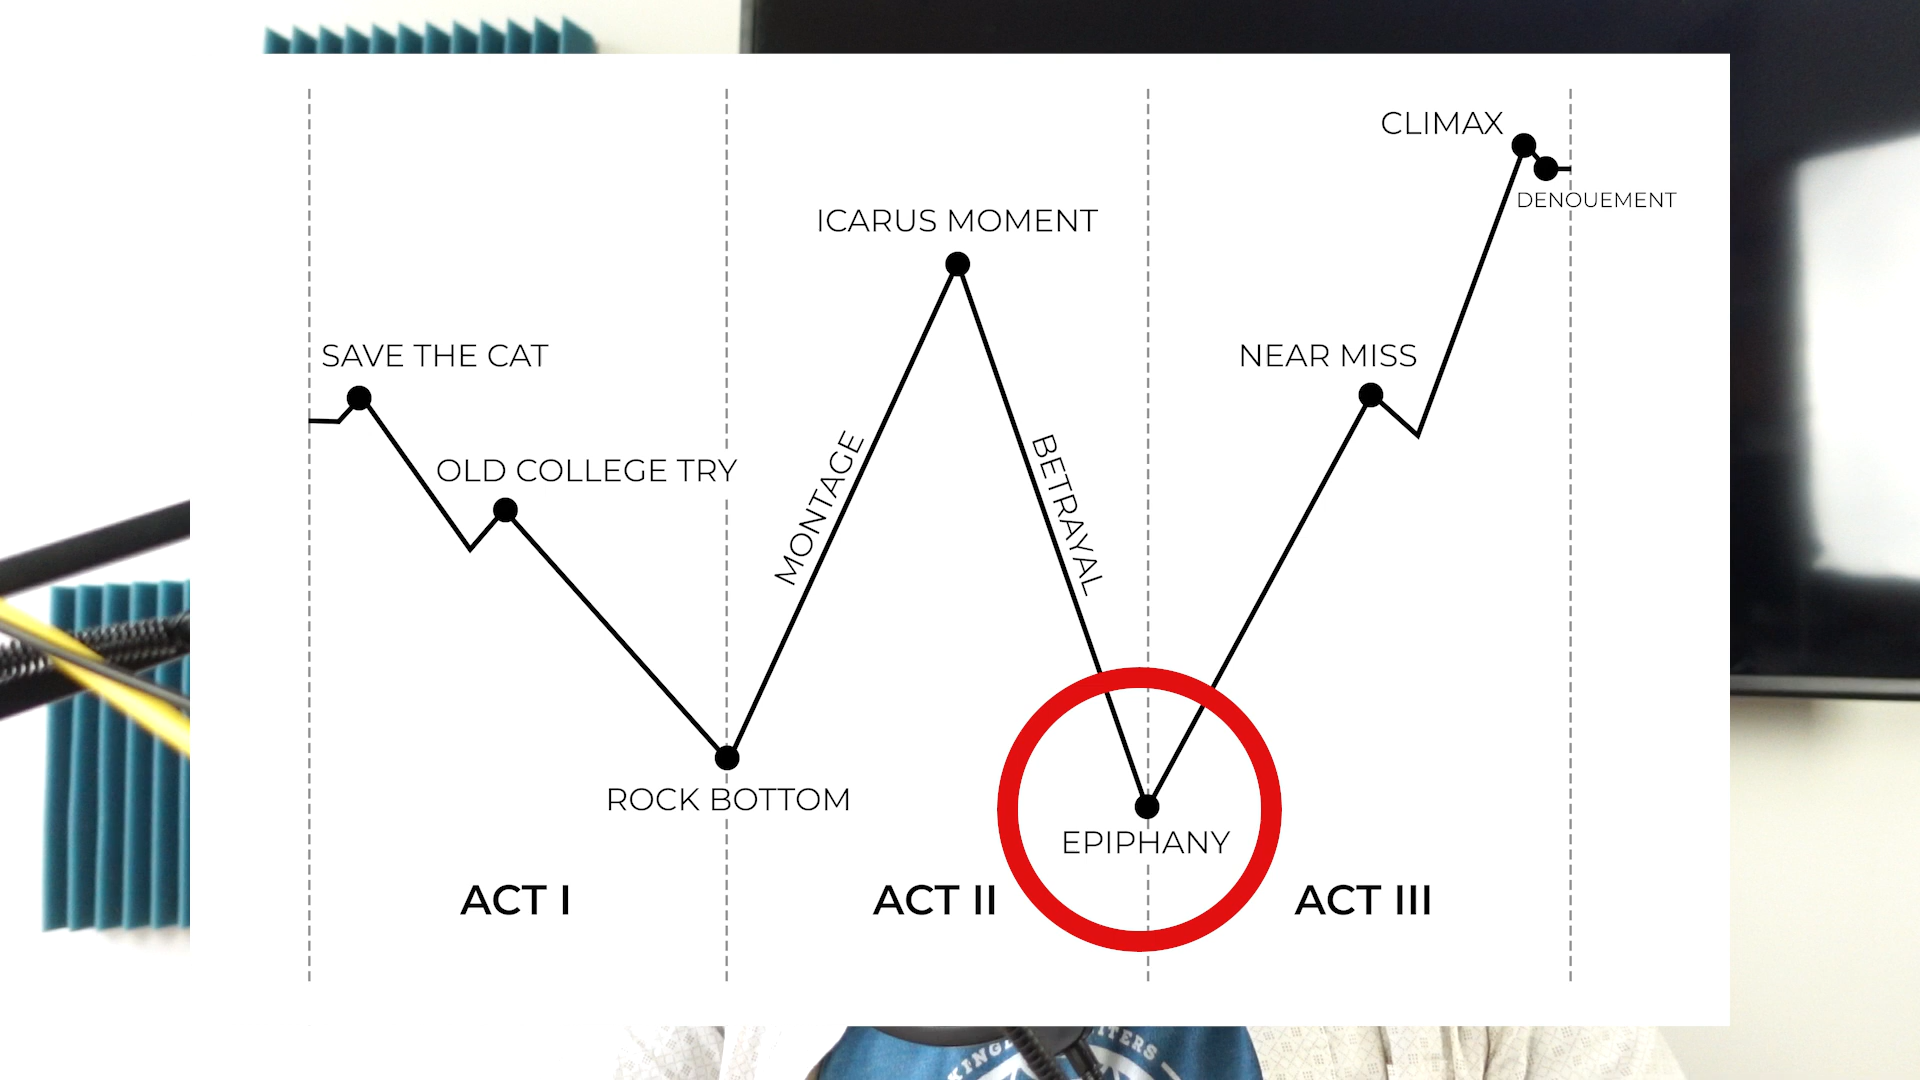 CLIMAX
DENOUEMENT
ICARUS MOMENT
SAVE THE CAT
NEAR MISS
OLD COLLEGE TRY
MONTAGE
BETRAYAL
ROCK BOTTOM
EPIPHANY
ACT I
ACT II
ACT III